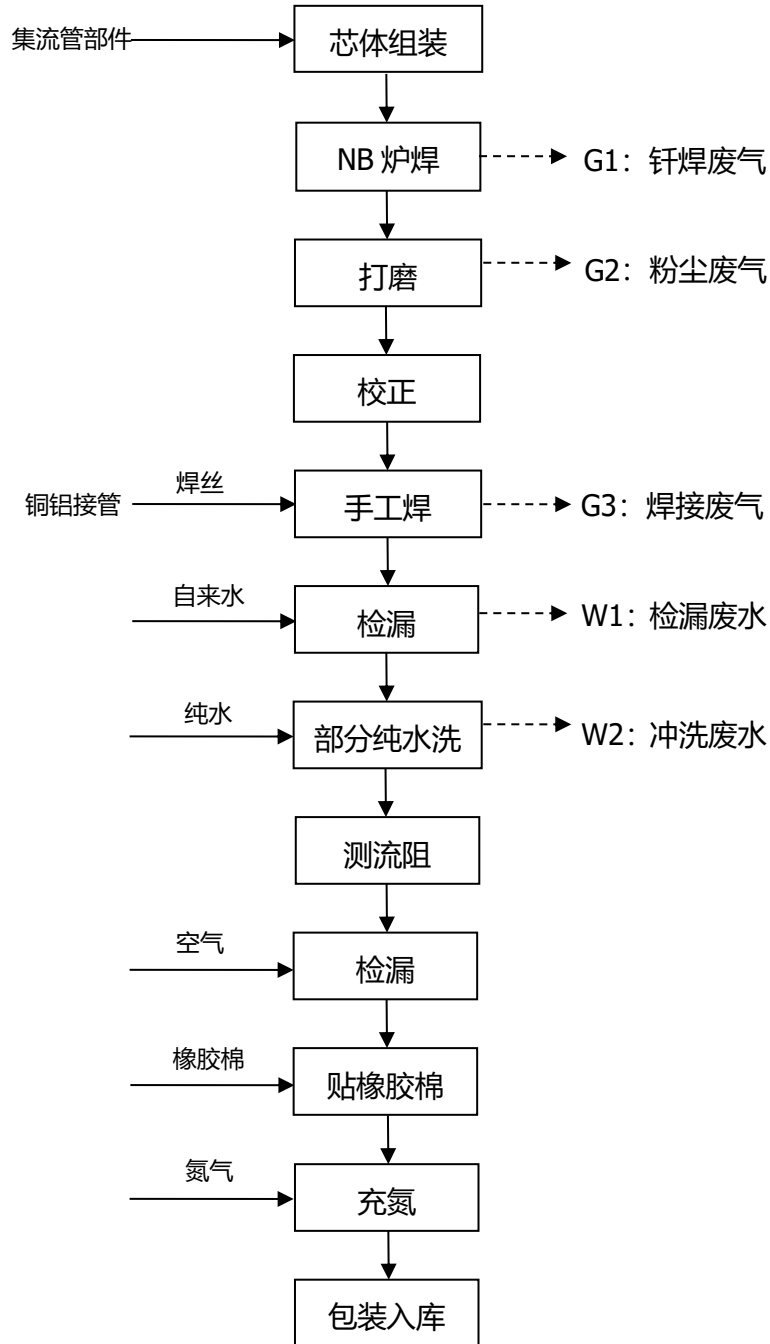 集流管部件
芯体组装
NB 炉焊
G1：钎焊废气
打磨
G2：粉尘废气
校正
铜铝接管
焊丝
手工焊
G3：焊接废气
自来水
检漏
W1：检漏废水
纯水
部分纯水洗
W2：冲洗废水
测流阻
空气
检漏
橡胶棉
贴橡胶棉
氮气
充氮
包装入库